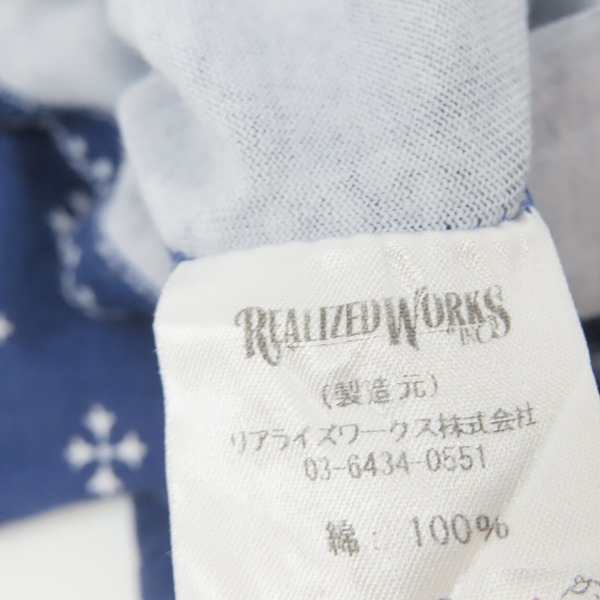 REALIZED WORKS
INC.
(製造元)
リアライズワークス株式会社
03-6434-0551
綿: 100%